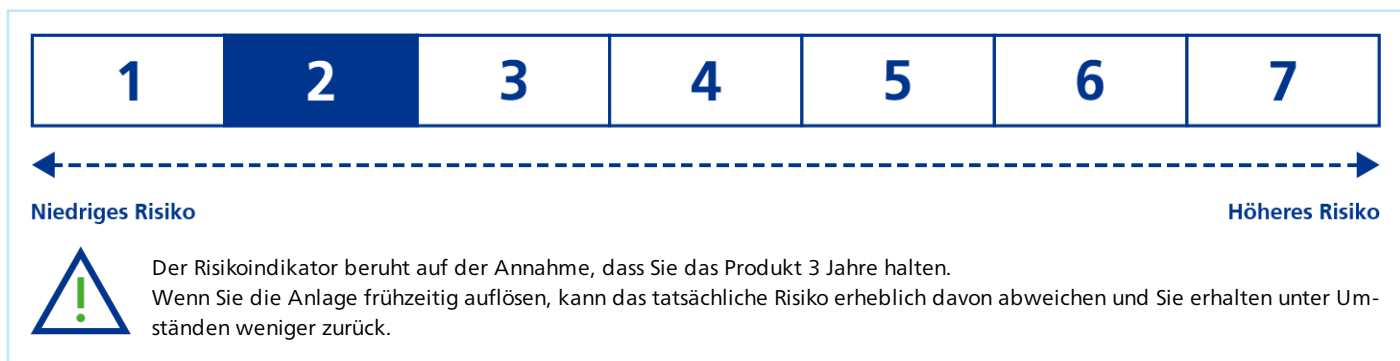 1 2 3 4 5 6 7
Niedriges Risiko Höheres Risiko
Der Risikoindikator beruht auf der Annahme, dass Sie das Produkt 3 Jahre halten.
Wenn Sie die Anlage frühzeitig auflösen, kann das tatsächliche Risiko erheblich davon abweichen und Sie erhalten unter Um-
ständen weniger zurück.